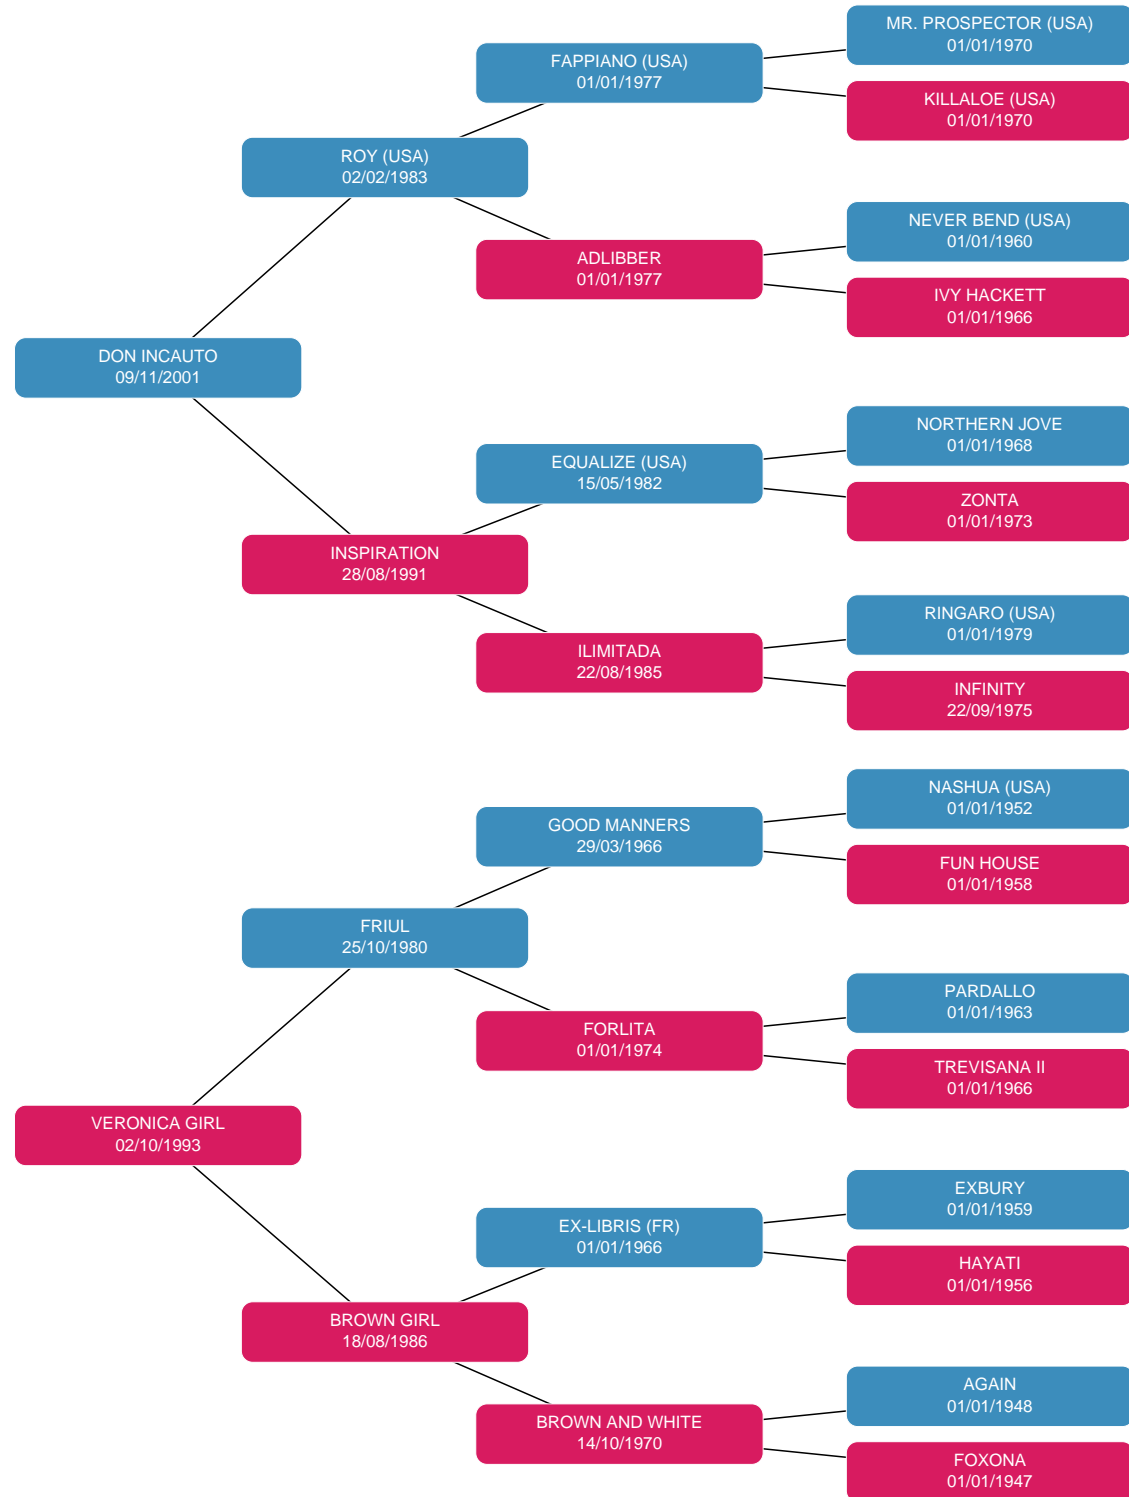 MR. PROSPECTOR (USA)
01/01/1970
FAPPIANO (USA)
01/01/1977
KILLALOE (USA)
01/01/1970
ROY (USA)
02/02/1983
NEVER BEND (USA)
01/01/1960
ADLIBBER
01/01/1977
IVY HACKETT
01/01/1966
DON INCAUTO
09/11/2001
NORTHERN JOVE
01/01/1968
EQUALIZE (USA)
15/05/1982
ZONTA
01/01/1973
INSPIRATION
28/08/1991
RINGARO (USA)
01/01/1979
ILIMITADA
22/08/1985
INFINITY
22/09/1975
NASHUA (USA)
01/01/1952
GOOD MANNERS
29/03/1966
FUN HOUSE
01/01/1958
FRIUL
25/10/1980
PARDALLO
01/01/1963
FORLITA
01/01/1974
TREVISANA II
01/01/1966
VERONICA GIRL
02/10/1993
EXBURY
01/01/1959
EX-LIBRIS (FR)
01/01/1966
HAYATI
01/01/1956
BROWN GIRL
18/08/1986
AGAIN
01/01/1948
BROWN AND WHITE
14/10/1970
FOXONA
01/01/1947